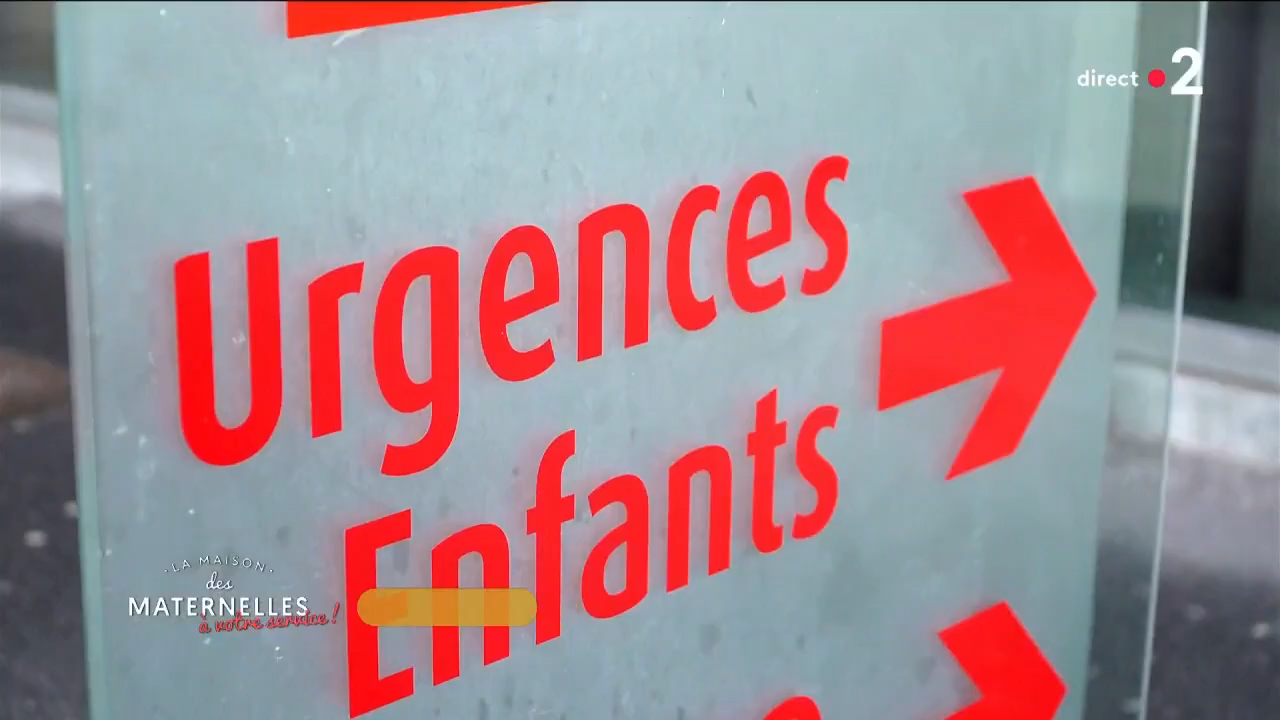 direct 2
Urgences
Enfants
·LA MAISON·
des
MATERNELLES
à votre service !